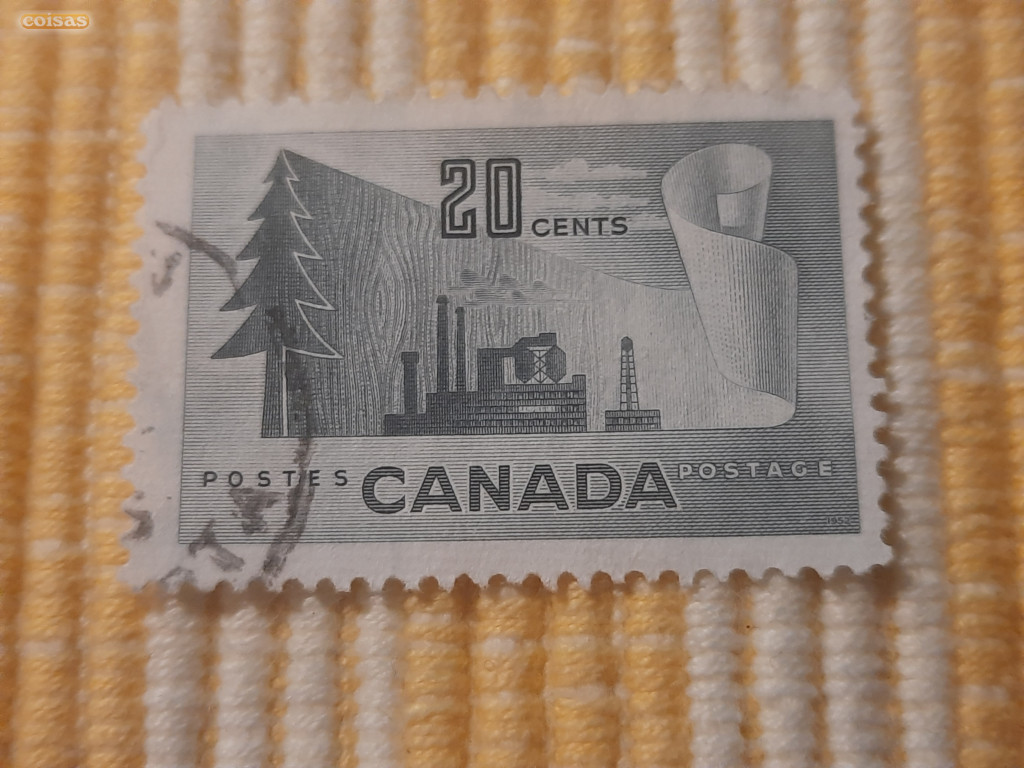 coisas
20 CENTS
POSTES CANADA POSTAGE
1952